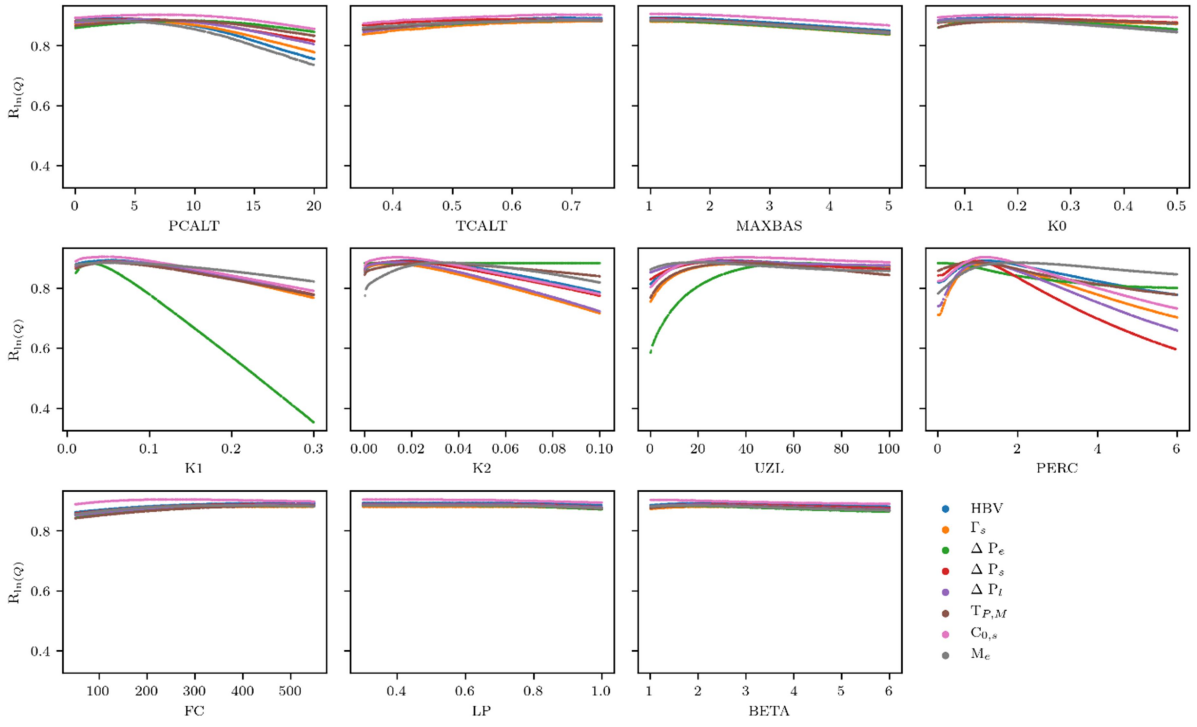 R_ln(Q)
0.8
0.6
0.4
0 5 10 15 20
PCALT
0.4 0.5 0.6 0.7
TCALT
1 2 3 4 5
MAXBAS
0.1 0.2 0.3 0.4 0.5
K0
R_ln(Q)
0.8
0.6
0.4
0.0 0.1 0.2 0.3
K1
0.00 0.02 0.04 0.06 0.08 0.10
K2
0 20 40 60 80 100
UZL
0 2 4 6
PERC
R_ln(Q)
0.8
0.6
0.4
100 200 300 400 500
FC
0.4 0.6 0.8 1.0
LP
1 2 3 4 5 6
BETA
HBV
Γ_s
Δ P_e
Δ P_s
Δ P_l
T_P,M
C_0,s
M_e